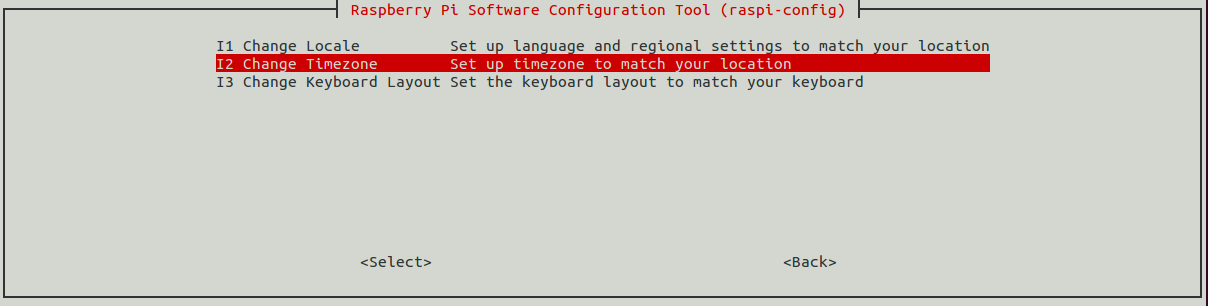 Raspberry Pi Software Configuration Tool (raspi-config)
I1 Change Locale Set up language and regional settings to match your location
I2 Change Timezone Set up timezone to match your location
I3 Change Keyboard Layout Set the keyboard layout to match your keyboard
<Select> <Back>